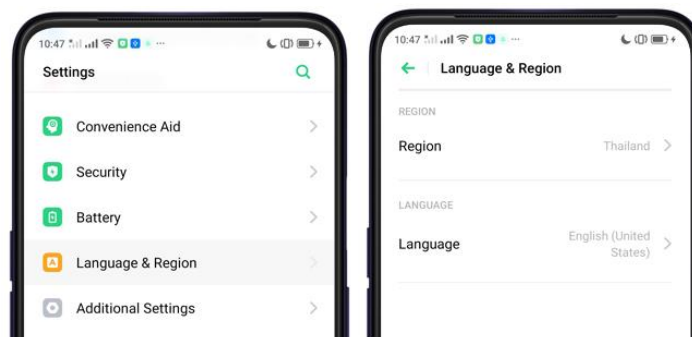 10:47
Settings
Convenience Aid
Security
Battery
A Language & Region
Additional Settings
10:47
Language & Region
REGION
Region Thailand
LANGUAGE
Language English (United
States)